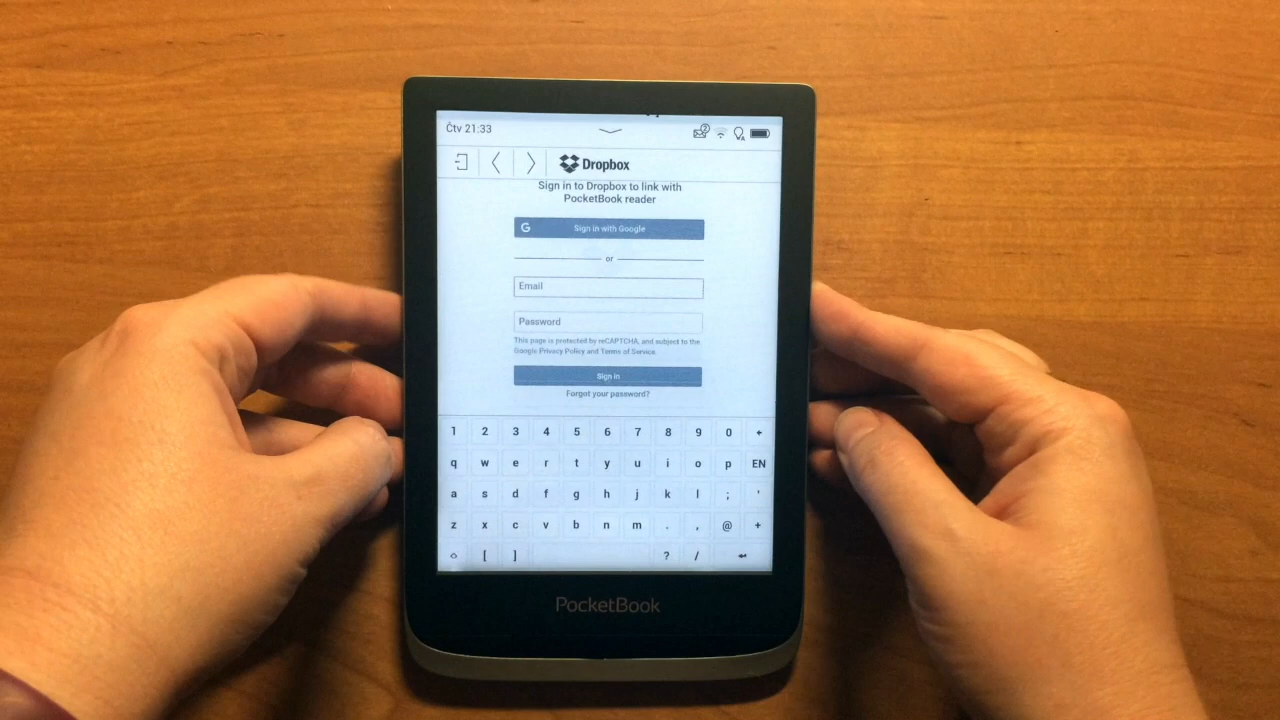 Čtv 21:33
2
A
Dropbox
Sign in to Dropbox to link with
PocketBook reader
G Sign in with Google
or
Email
Password
This page is protected by reCAPTCHA, and subject to the
Google Privacy Policy and Terms of Service.
Sign in
Forgot your password?
1 2 3 4 5 6 7 8 9 0 ←
q w e r t y u i o p EN
a s d f g h j k l ; '
z x c v b n m . , @ +
[ ] ? /
PocketBook